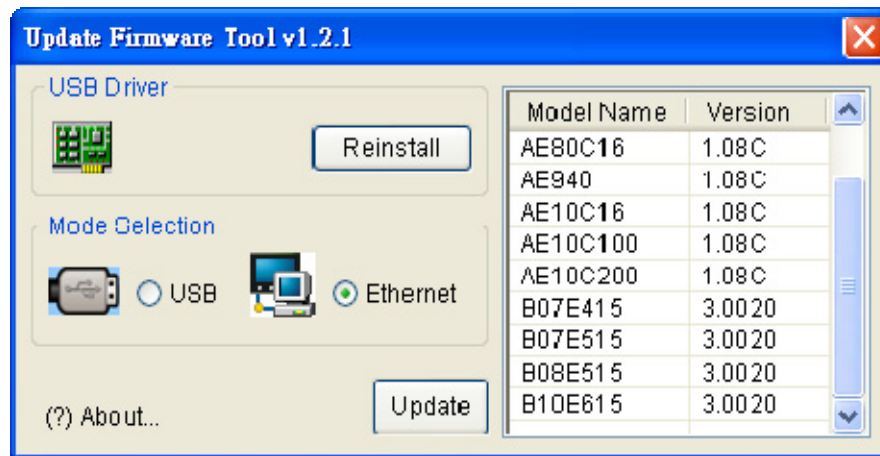 Update Firmware Tool v1.2.1
USB Driver
Reinstall
Mode Selection
USB
Ethernet
(?) About...
Update
Model Name Version
AE80C16 1.08C
AE940 1.08C
AE10C16 1.08C
AE10C100 1.08C
AE10C200 1.08C
B07E415 3.0020
B07E515 3.0020
B08E515 3.0020
B10E615 3.0020